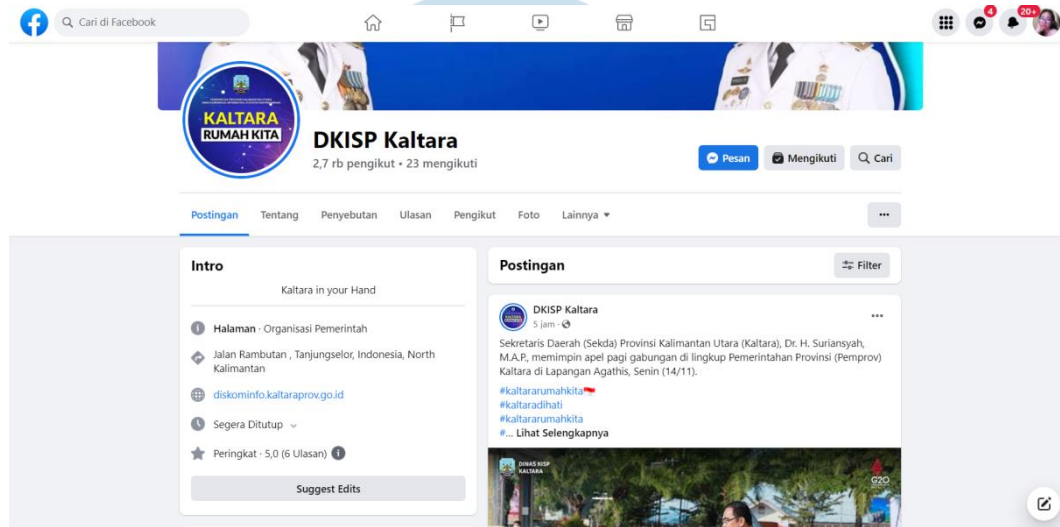 Cari di Facebook
4
20+
KALTARA
RUMAH KITA
DKISP Kaltara
2,7 rb pengikut • 23 mengikuti
Pesan
Mengikuti
Cari
Postingan Tentang Penyebutan Ulasan Pengikut Foto Lainnya
Intro
Kaltara in your Hand
Halaman · Organisasi Pemerintah
Jalan Rambutan , Tanjungselor, Indonesia, North
Kalimantan
diskominfo.kaltaraprov.go.id
Segera Ditutup
Peringkat · 5,0 (6 Ulasan)
Suggest Edits
Postingan
Filter
DKISP Kaltara
5 jam ·
Sekretaris Daerah (Sekda) Provinsi Kalimantan Utara (Kaltara), Dr. H. Suriansyah,
M.A.P., memimpin apel pagi gabungan di lingkup Pemerintahan Provinsi (Pemprov)
Kaltara di Lapangan Agathis, Senin (14/11).
#kaltararumahkita🇮🇩
#kaltaradihati
#kaltararumahkita
#... Lihat Selengkapnya
DINAS KISP
KALTARA
G20